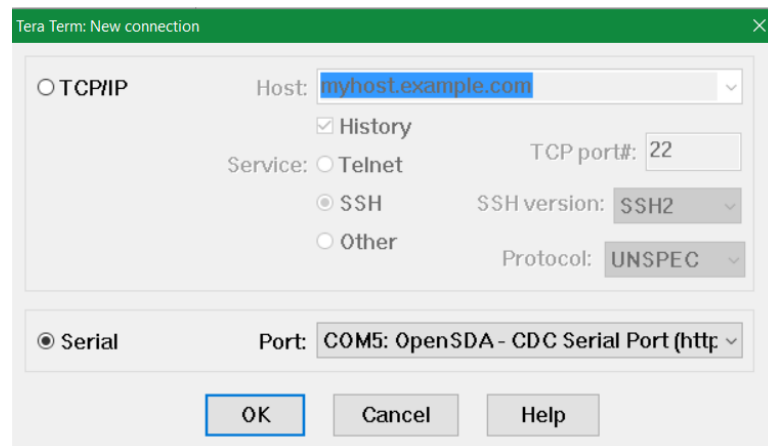 Tera Term: New connection
TCP/IP
Host: myhost.example.com
History
Service: Telnet
TCP port#: 22
SSH
SSH version: SSH2
Other
Protocol: UNSPEC
Serial
Port: COM5: OpenSDA - CDC Serial Port (http
OK Cancel Help